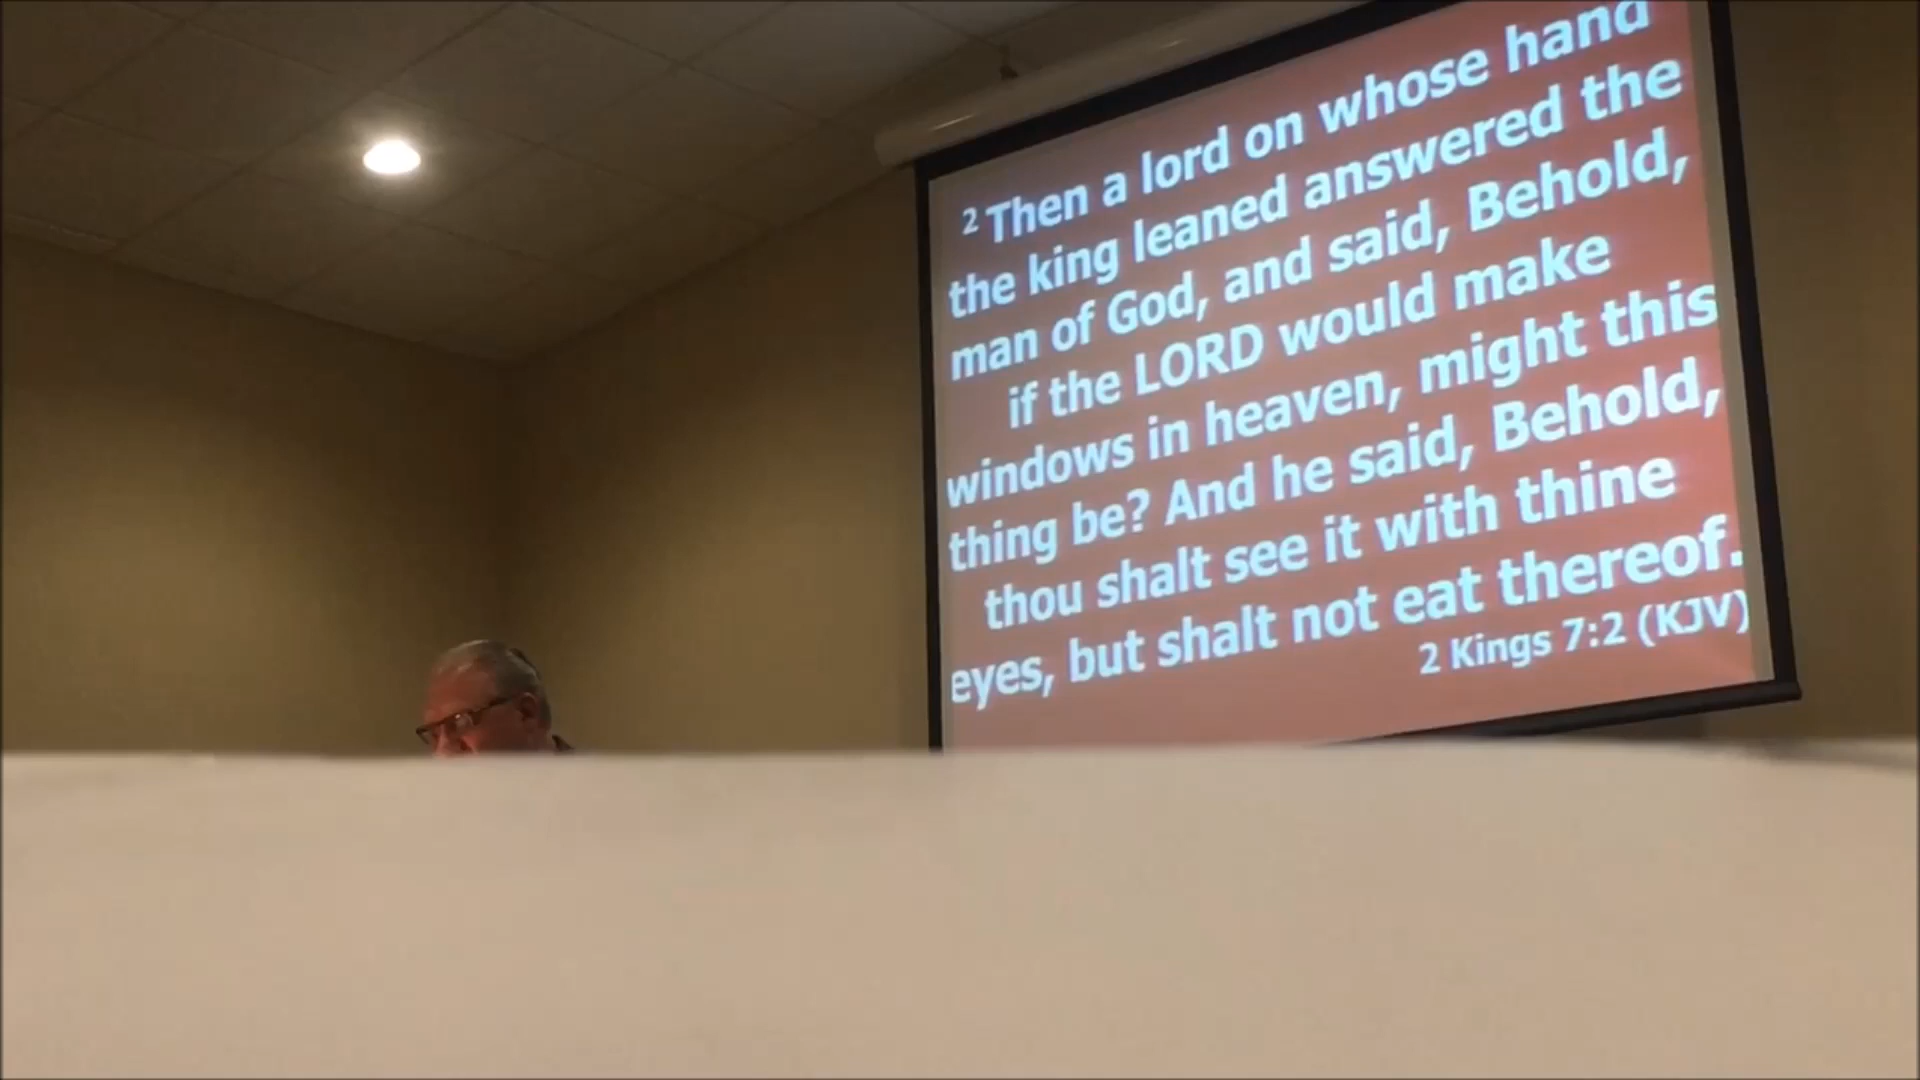 2 Then a lord on whose hand
the king leaned answered the
man of God, and said, Behold,
if the LORD would make
windows in heaven, might this
thing be? And he said, Behold,
thou shalt see it with thine
eyes, but shalt not eat thereof.
2 Kings 7:2 (KJV)